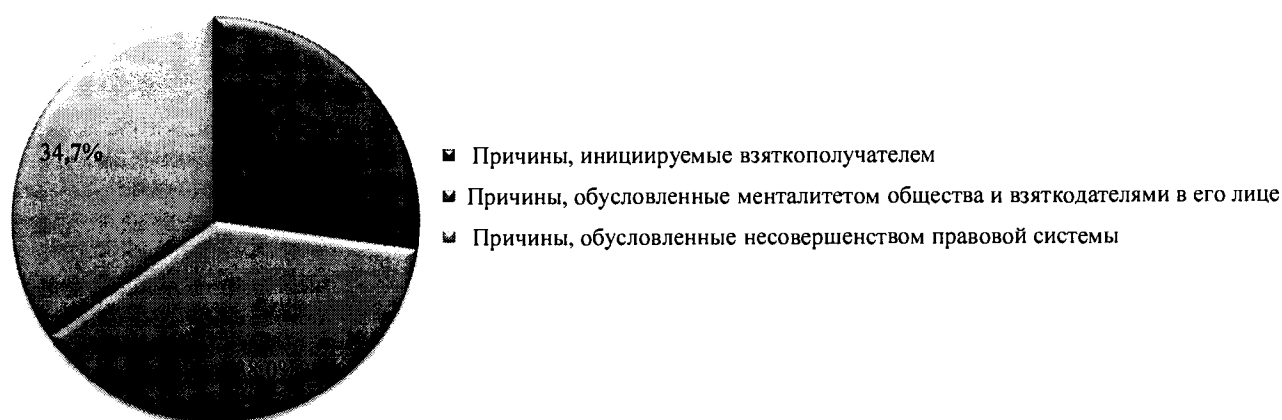 34,7%
Причины, инициируемые взяткополучателем
Причины, обусловленные менталитетом общества и взяткодателями в его лице
Причины, обусловленные несовершенством правовой системы